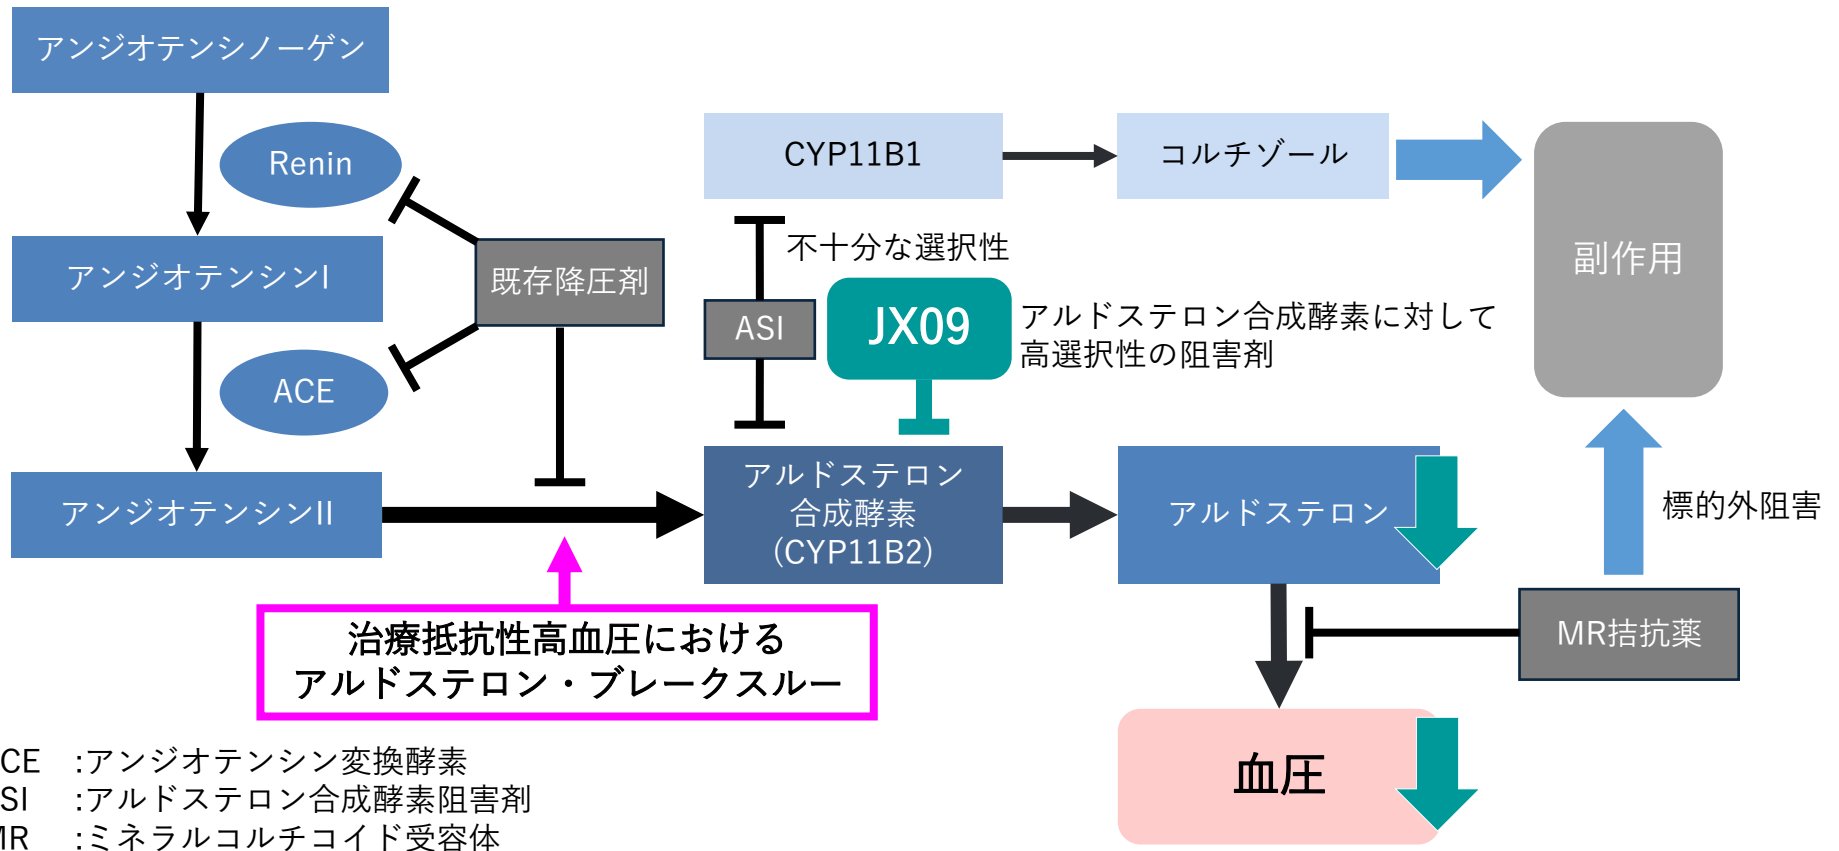 アンジオテンシノーゲン
Renin
アンジオテンシンI
ACE
アンジオテンシンII
既存降圧剤
CYP11B1
コルチゾール
不十分な選択性
ASI
JX09
アルドステロン合成酵素に対して
高選択性の阻害剤
アルドステロン
合成酵素
(CYP11B2)
アルドステロン
副作用
標的外阻害
MR拮抗薬
治療抵抗性高血圧における
アルドステロン・ブレークスルー
血圧
CE :アンジオテンシン変換酵素
SI :アルドステロン合成酵素阻害剤
MR :ミネラルコルチコイド受容体